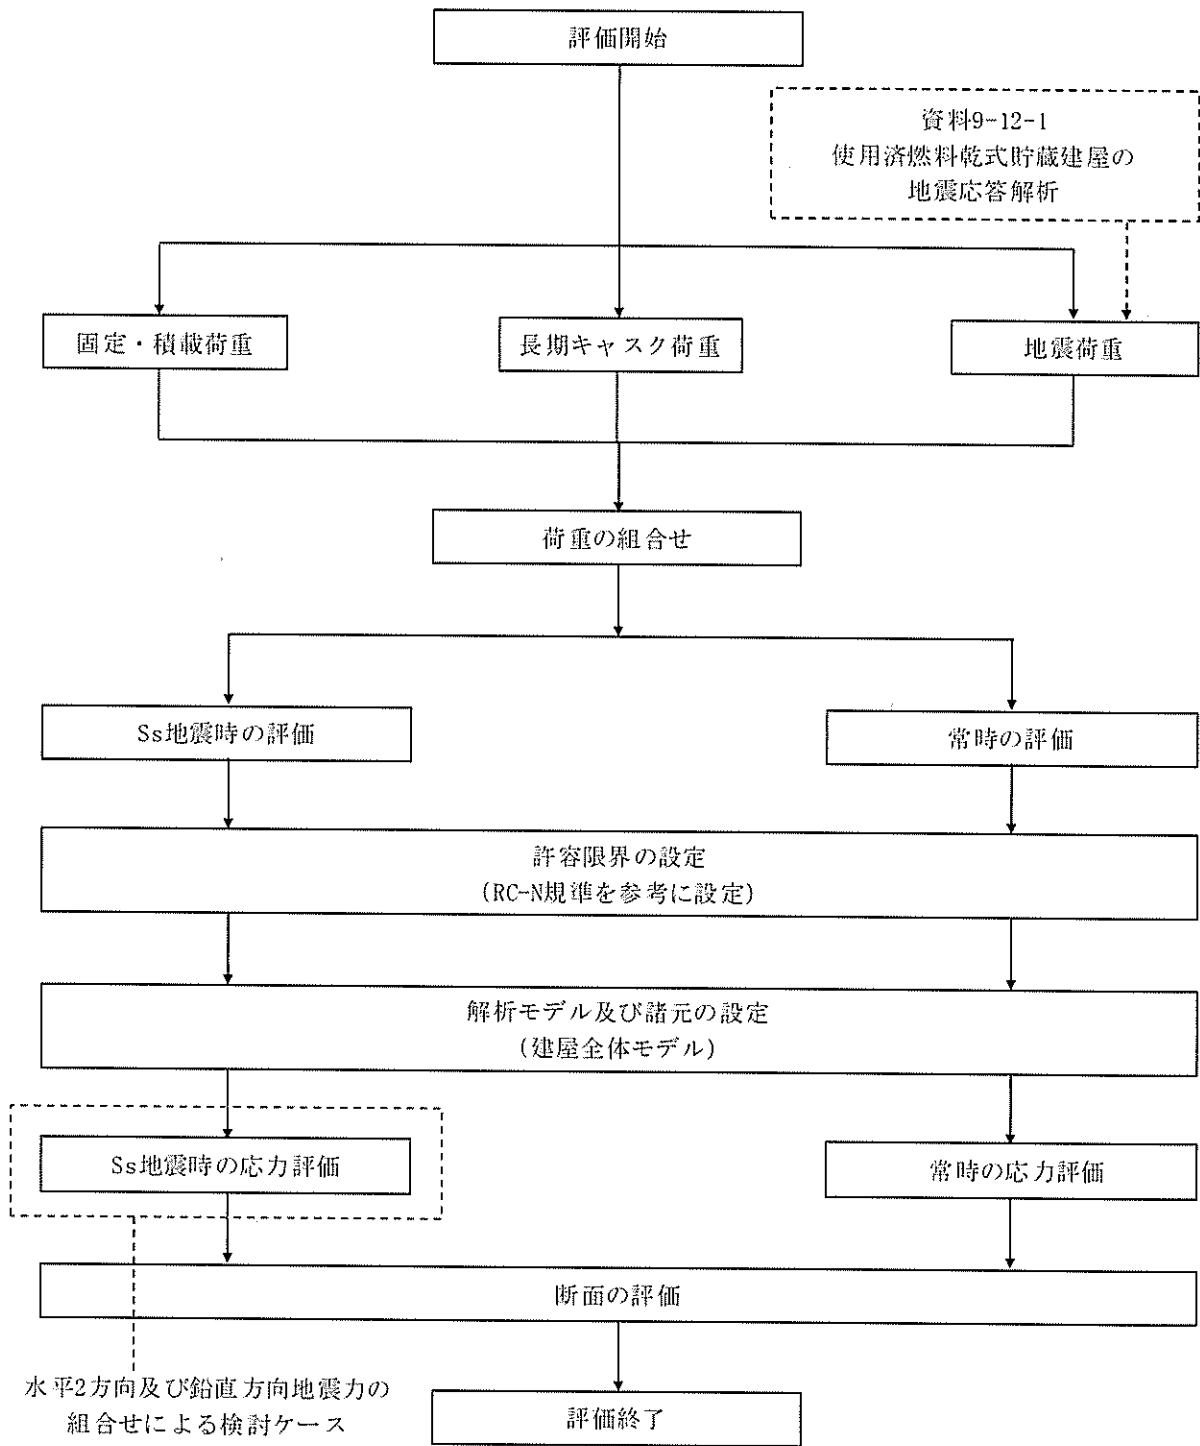 評価開始
資料9-12-1
使用済燃料乾式貯蔵建屋の
地震応答解析
固定・積載荷重
長期キャスク荷重
地震荷重
荷重の組合せ
Ss地震時の評価
常時の評価
許容限界の設定
(RC-N規準を参考に設定)
解析モデル及び諸元の設定
(建屋全体モデル)
Ss地震時の応力評価
常時の応力評価
断面の評価
水平2方向及び鉛直方向地震力の
組合せによる検討ケース
評価終了